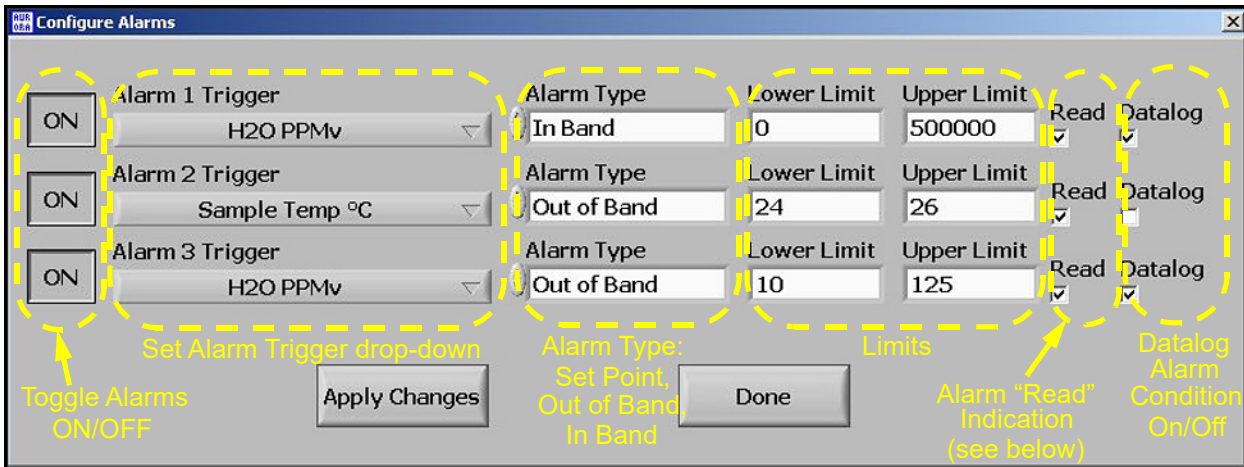 AUR ORA Configure Alarms
Alarm 1 Trigger Alarm Type Lower Limit Upper Limit Read Datalog
ON H2O PPMv In Band 0 500000
Alarm 2 Trigger Alarm Type Lower Limit Upper Limit Read Datalog
ON Sample Temp ºC Out of Band 24 26
Alarm 3 Trigger Alarm Type Lower Limit Upper Limit Read Datalog
ON H2O PPMv Out of Band 10 125
Set Alarm Trigger drop-down
Toggle Alarms
ON/OFF
Apply Changes
Alarm Type:
Set Point,
Out of Band,
In Band
Done
Limits
Alarm “Read”
Indication
(see below)
Datalog
Alarm
Condition
On/Off